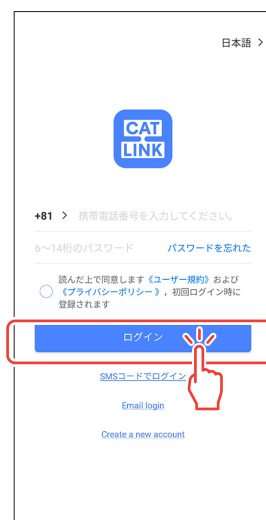 日本語 >
CAT
LINK
+81 > 携帯電話番号を入力してください。
6〜14桁のパスワード パスワードを忘れた
読んだ上で同意します《ユーザー規約》および
《プライバシーポリシー 》，初回ログイン時に
登録されます
ログイン
SMSコードでログイン
Email login
Create a new account